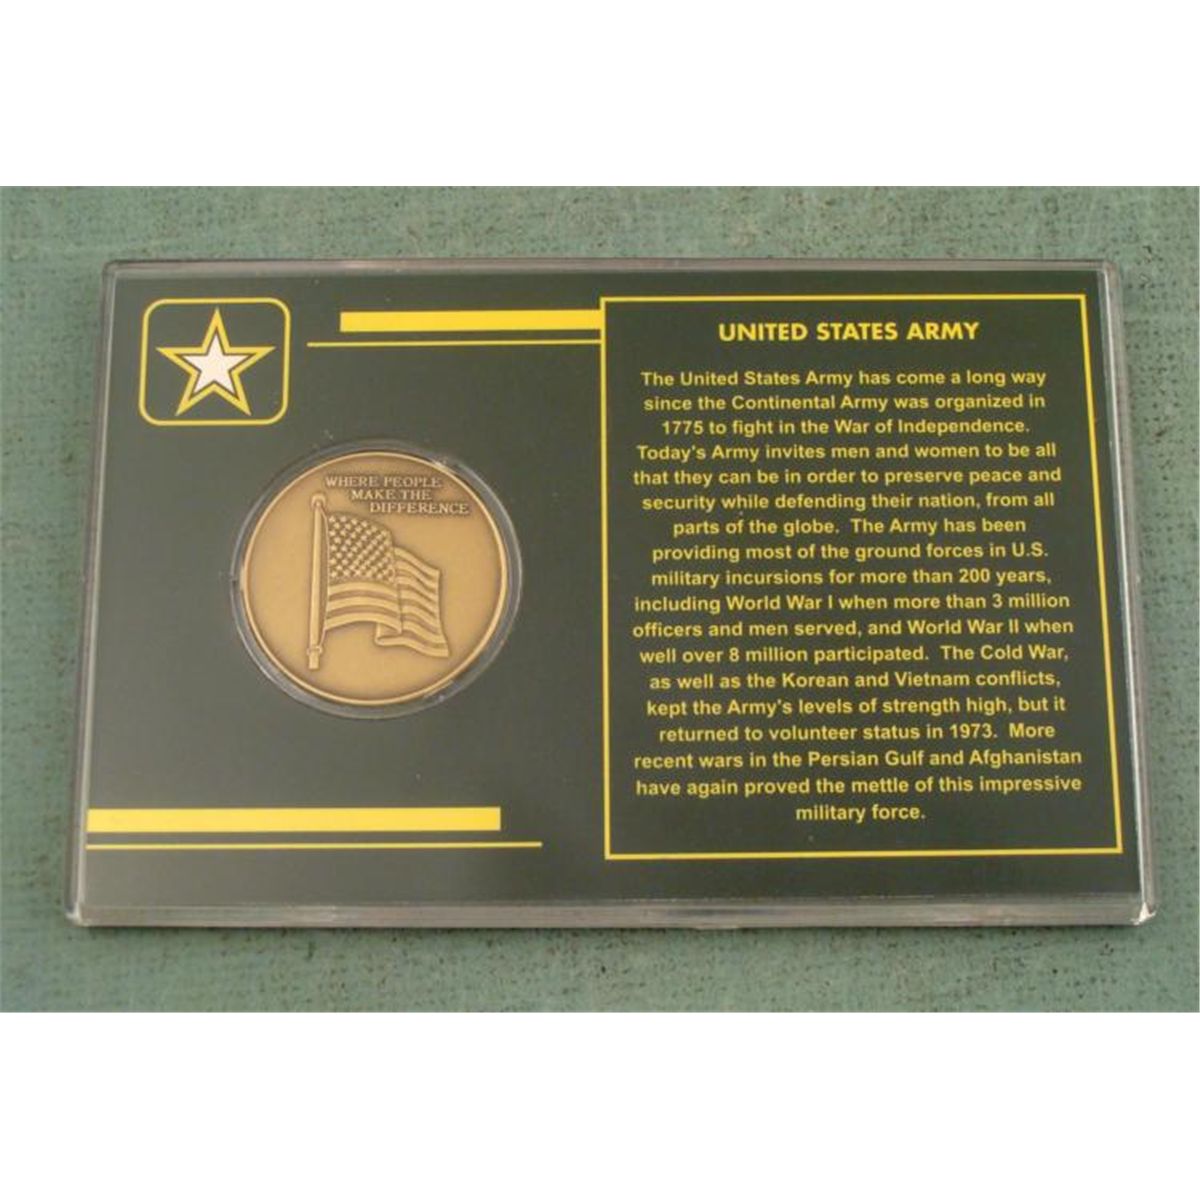 WHERE PEOPLE
MAKE THE
DIFFERENCE
UNITED STATES ARMY
The United States Army has come a long way
since the Continental Army was organized in
1775 to fight in the War of Independence.
Today's Army invites men and women to be all
that they can be in order to preserve peace and
security while defending their nation, from all
parts of the globe. The Army has been
providing most of the ground forces in U.S.
military incursions for more than 200 years,
including World War I when more than 3 million
officers and men served, and World War II when
well over 8 million participated. The Cold War,
as well as the Korean and Vietnam conflicts,
kept the Army's levels of strength high, but it
returned to volunteer status in 1973. More
recent wars in the Persian Gulf and Afghanistan
have again proved the mettle of this impressive
military force.